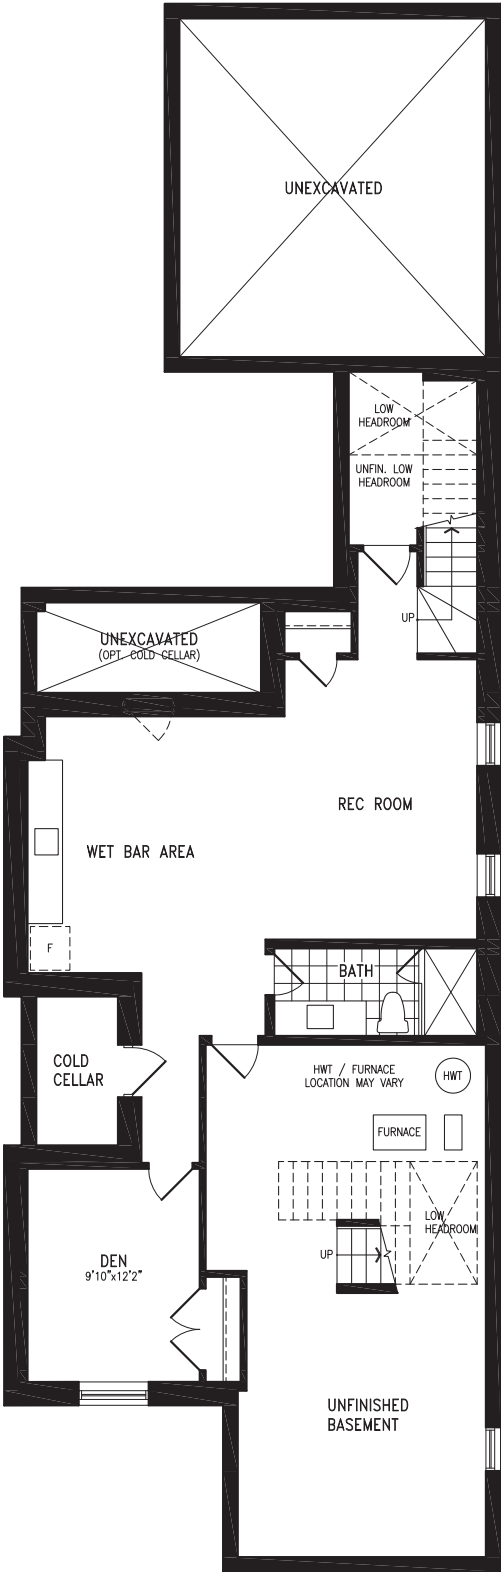 UNEXCAVATED
LOW
HEADROOM
UNFIN. LOW
HEADROOM
UP
UNEXCAVATED
(OPT. COLD CELLAR)
REC ROOM
WET BAR AREA
F
BATH
COLD
CELLAR
HWT / FURNACE
LOCATION MAY VARY
HWT
FURNACE
LOW
HEADROOM
UP
DEN
9'10"x12'2"
UNFINISHED
BASEMENT